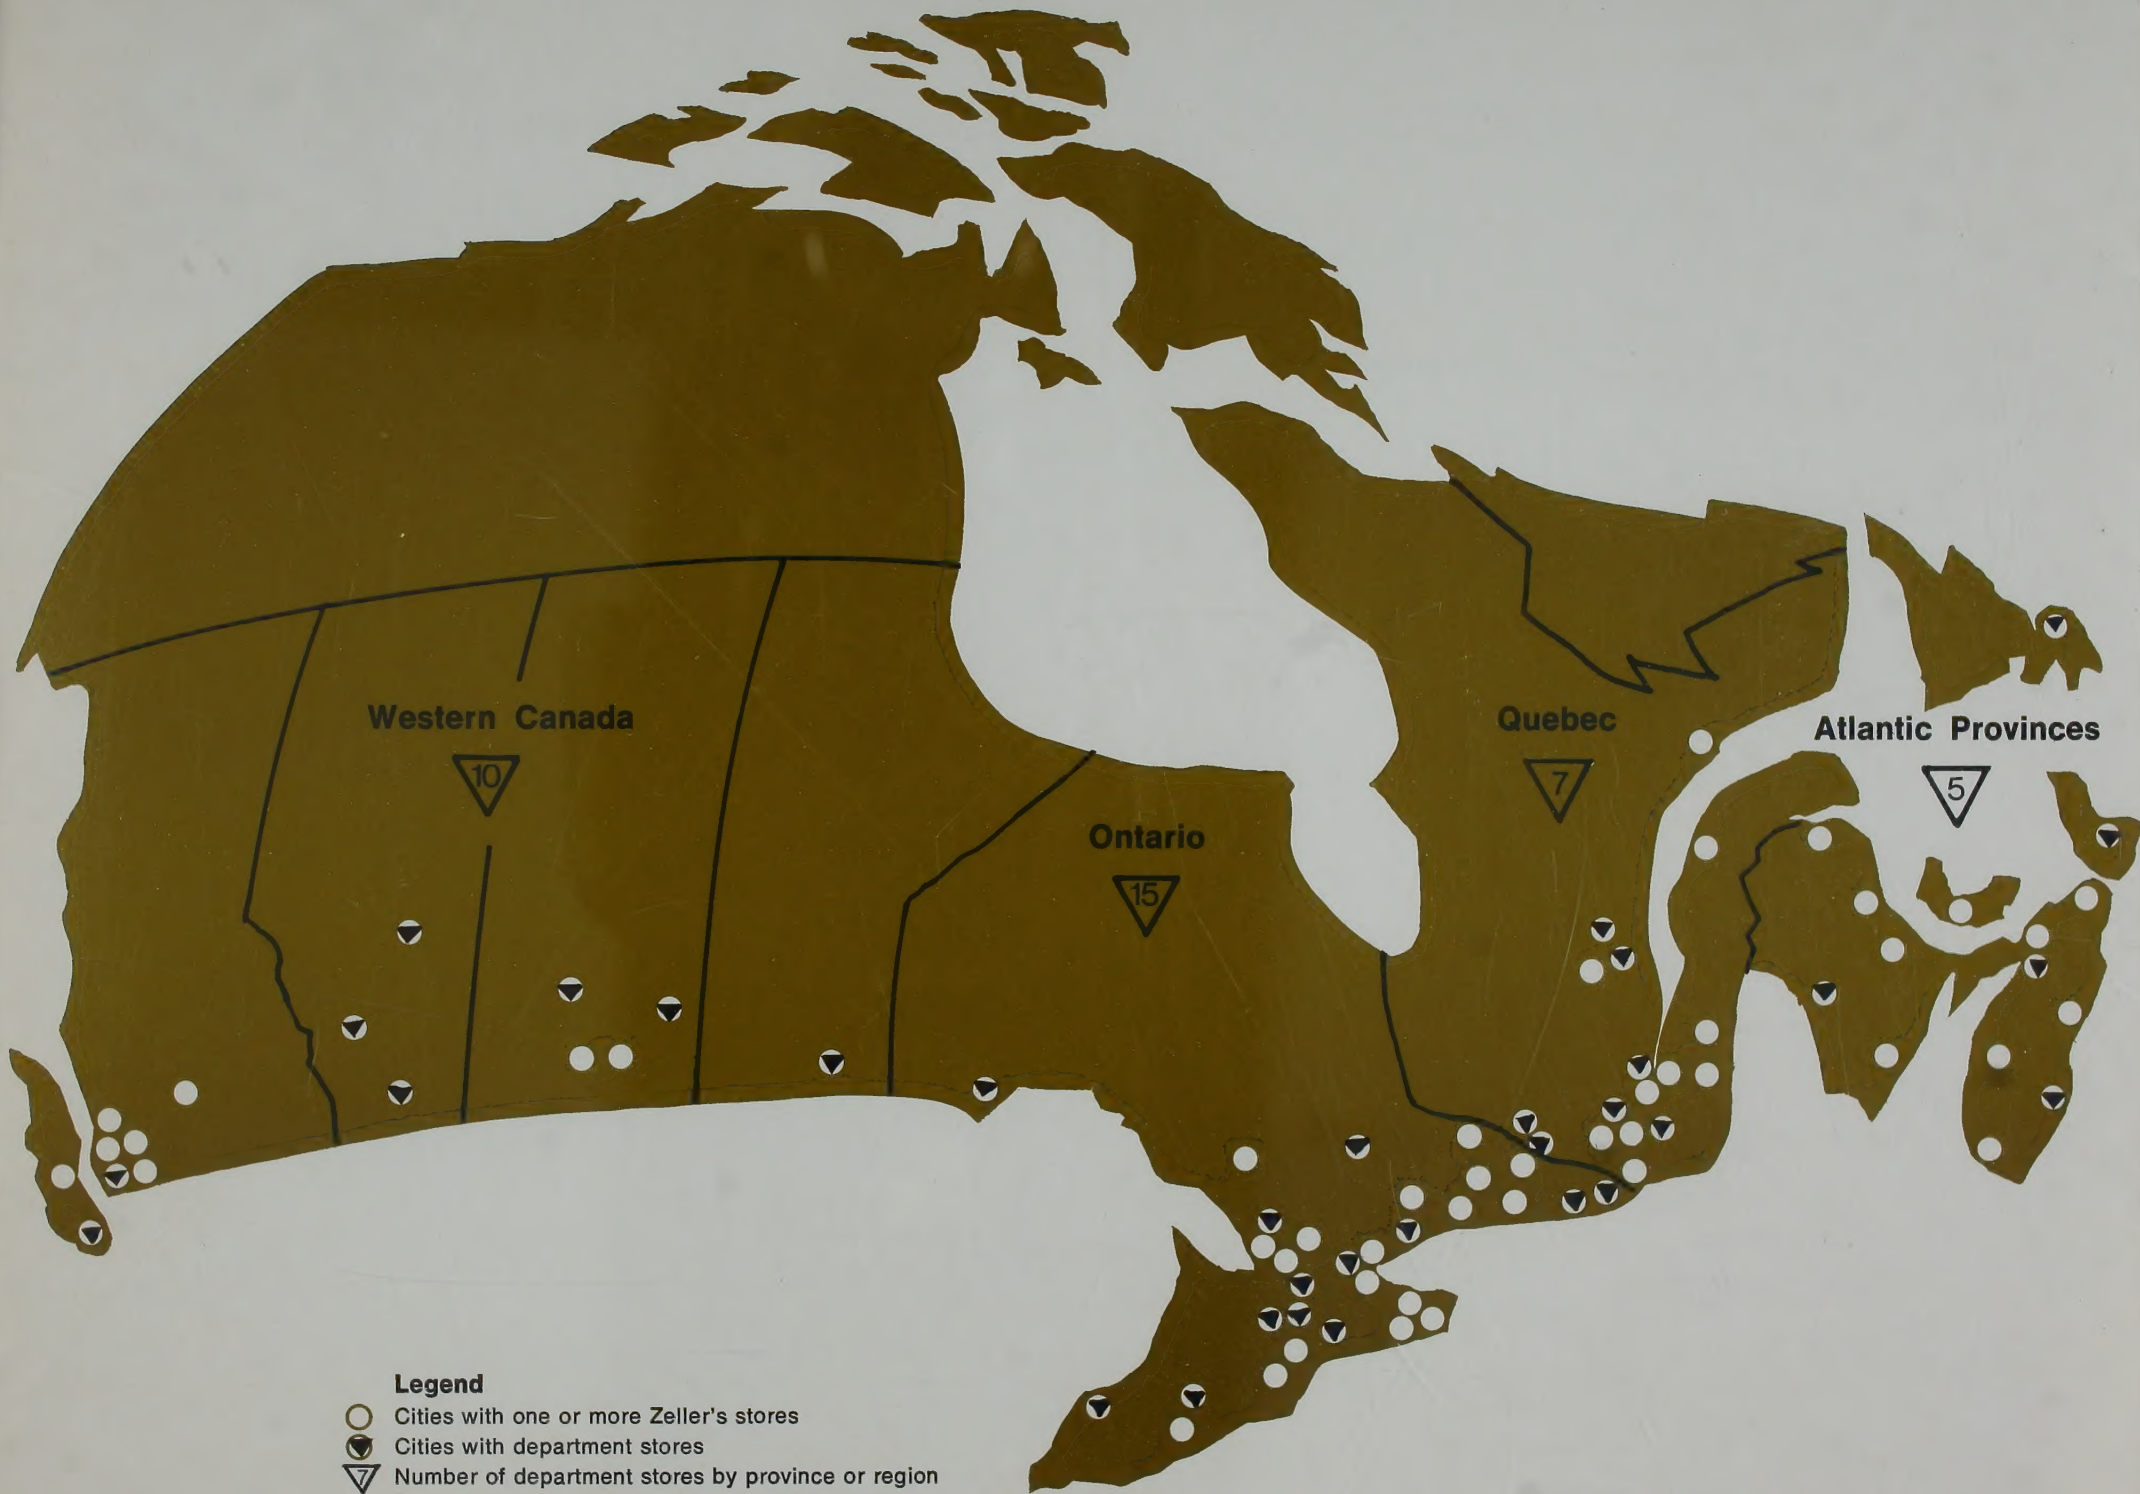 Western Canada
10
Quebec
7
Atlantic Provinces
5
Ontario
15
Legend
Cities with one or more Zeller's stores
Cities with department stores
7 Number of department stores by province or region